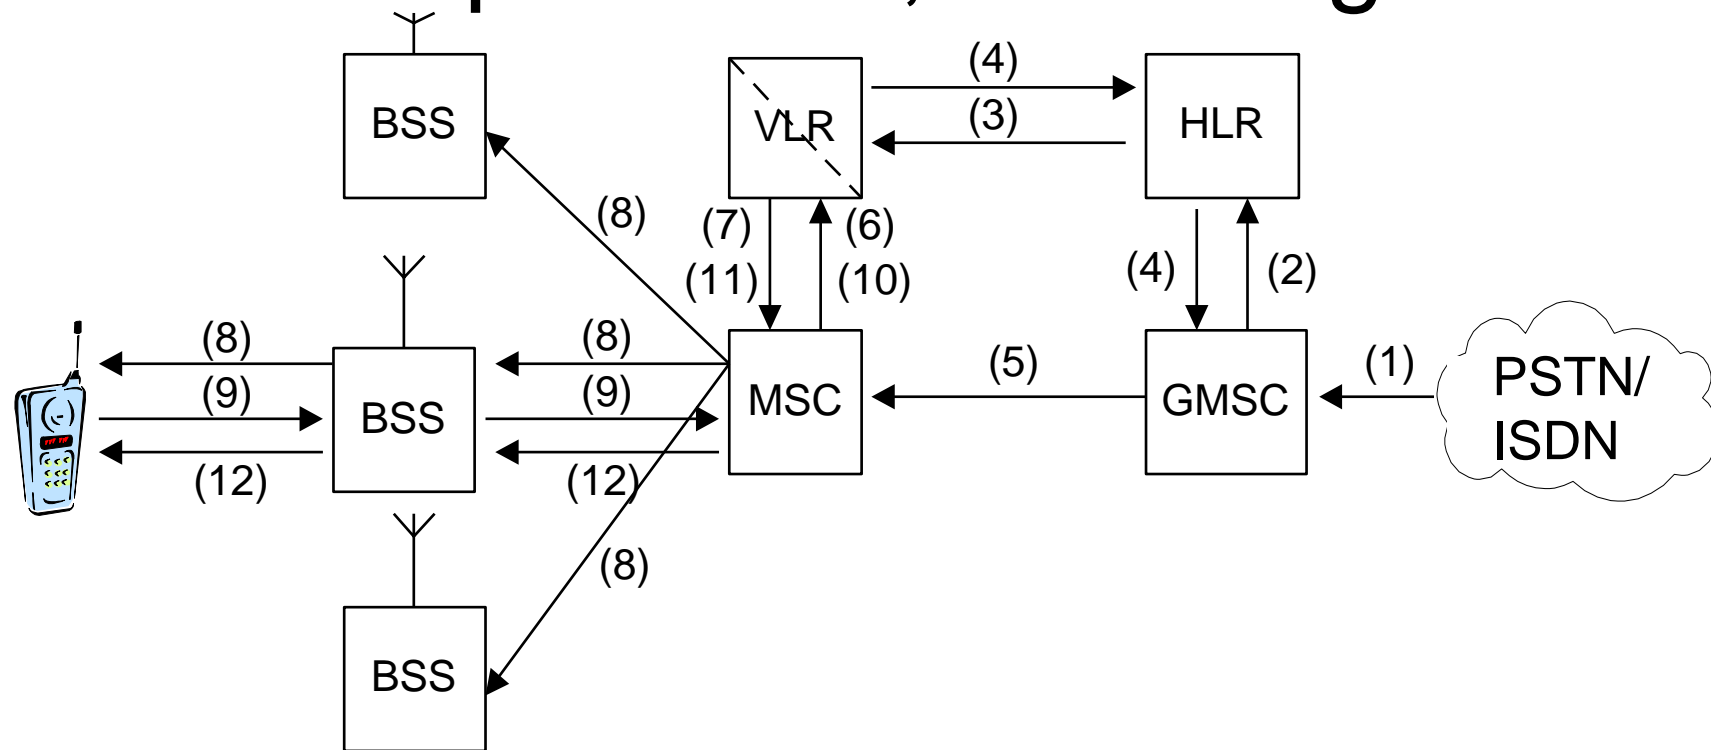 (4)
BSS
VLR
(3)
HLR
(8)
(7)
(6)
(11)
(10)
(4)
(2)
(8)
(8)
(5)
(1)
(9)
(9)
BSS
MSC
GMSC
PSTN/
ISDN
(12)
(12)
(8)
BSS